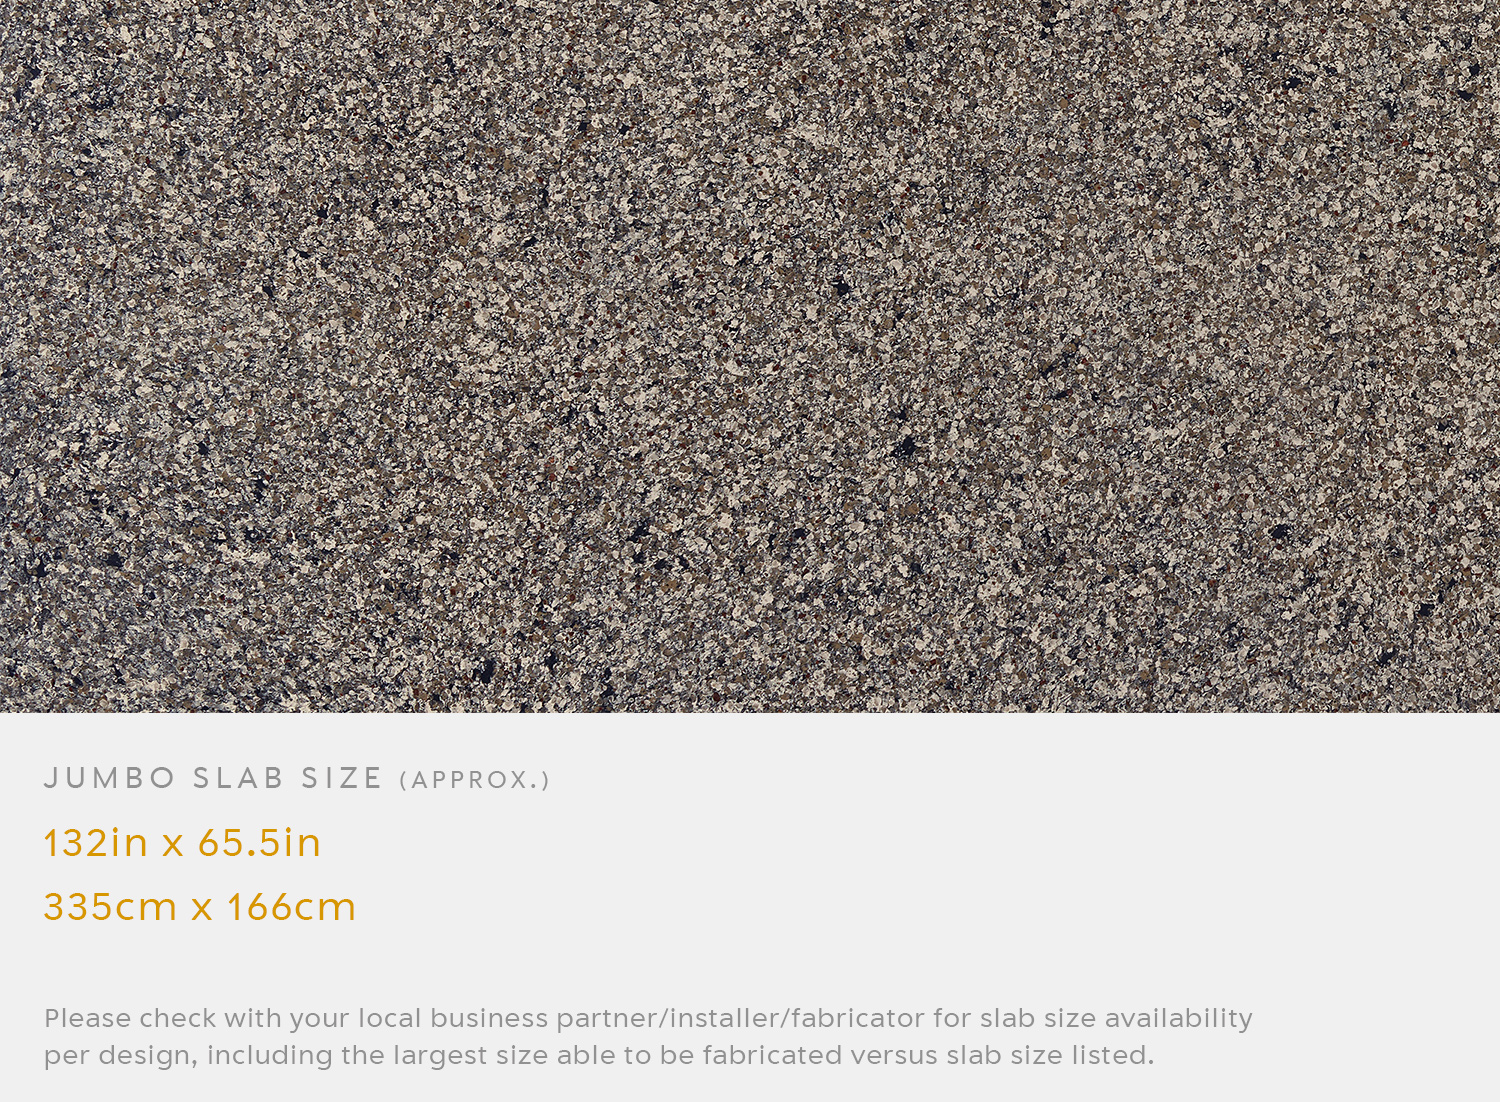 JUMBO SLAB SIZE (APPROX.)
132in x 65.5in
335cm x 166cm
Please check with your local business partner/installer/fabricator for slab size availability
per design, including the largest size able to be fabricated versus slab size listed.